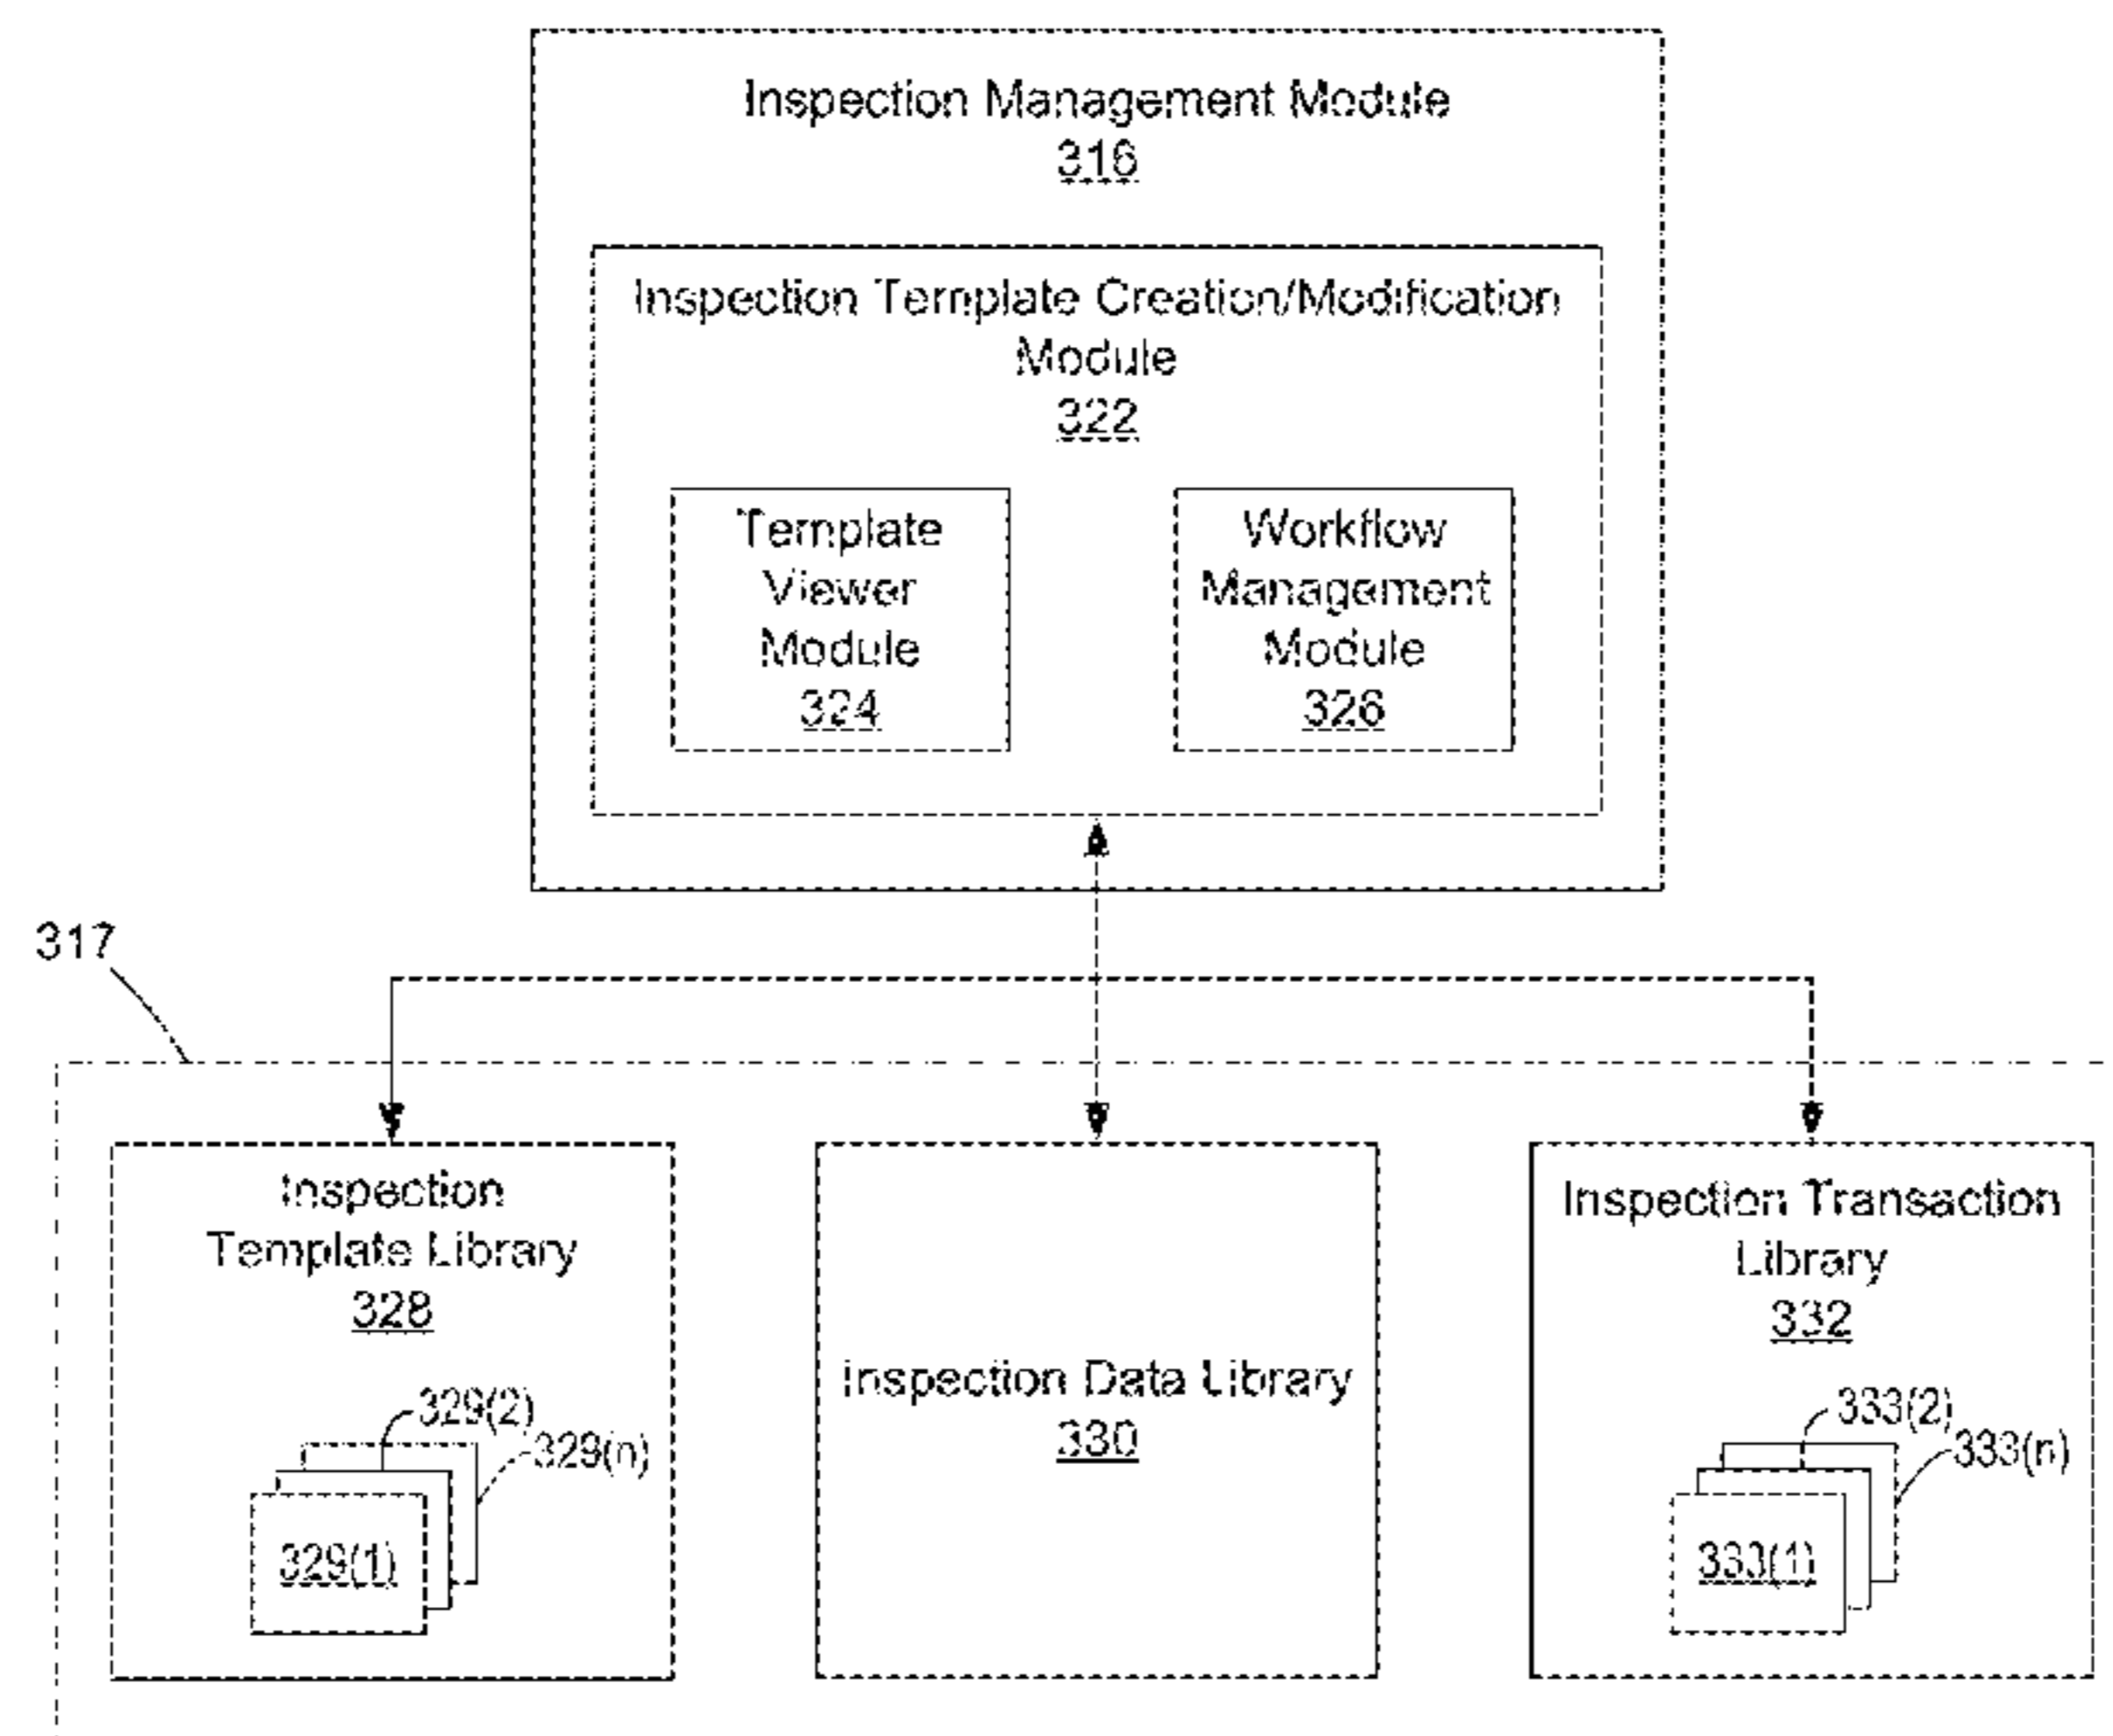 Inspection Management Module
316
Inspection Template Creation/Modification
Module
322
Template
Viewer
Module
324
Workflow
Management
Module
326
317
Inspection
Template Library
328
329(2)
329(n)
329(1)
Inspection Data Library
330
Inspection Transaction
Library
332
333(2)
333(n)
333(1)